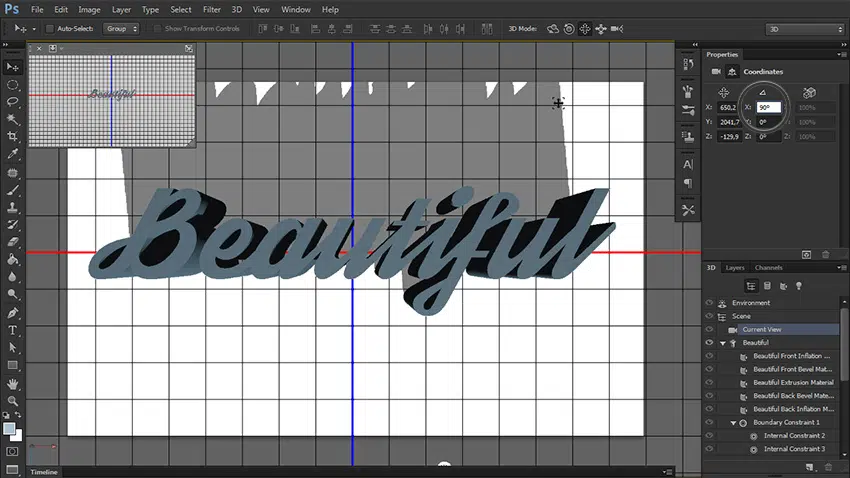 Ps File Edit Image Layer Type Select Filter 3D View Window Help
Auto-Select: Group Show Transform Controls 3D Mode: 3D
Beautiful
Properties
Coordinates
X: 650,2 X: 90° 100%
Y: 2041,7 0° 100%
Z: -129,9 Z: 0° 100%
Beautiful
3D Layers Channels
Environment
Scene
Current View
Beautiful
Beautiful Front Inflation ...
Beautiful Front Bevel Mat...
Beautiful Extrusion Material
Beautiful Back Bevel Mate...
Beautiful Back Inflation M...
Boundary Constraint 1
Internal Constraint 2
Internal Constraint 3
Timeline